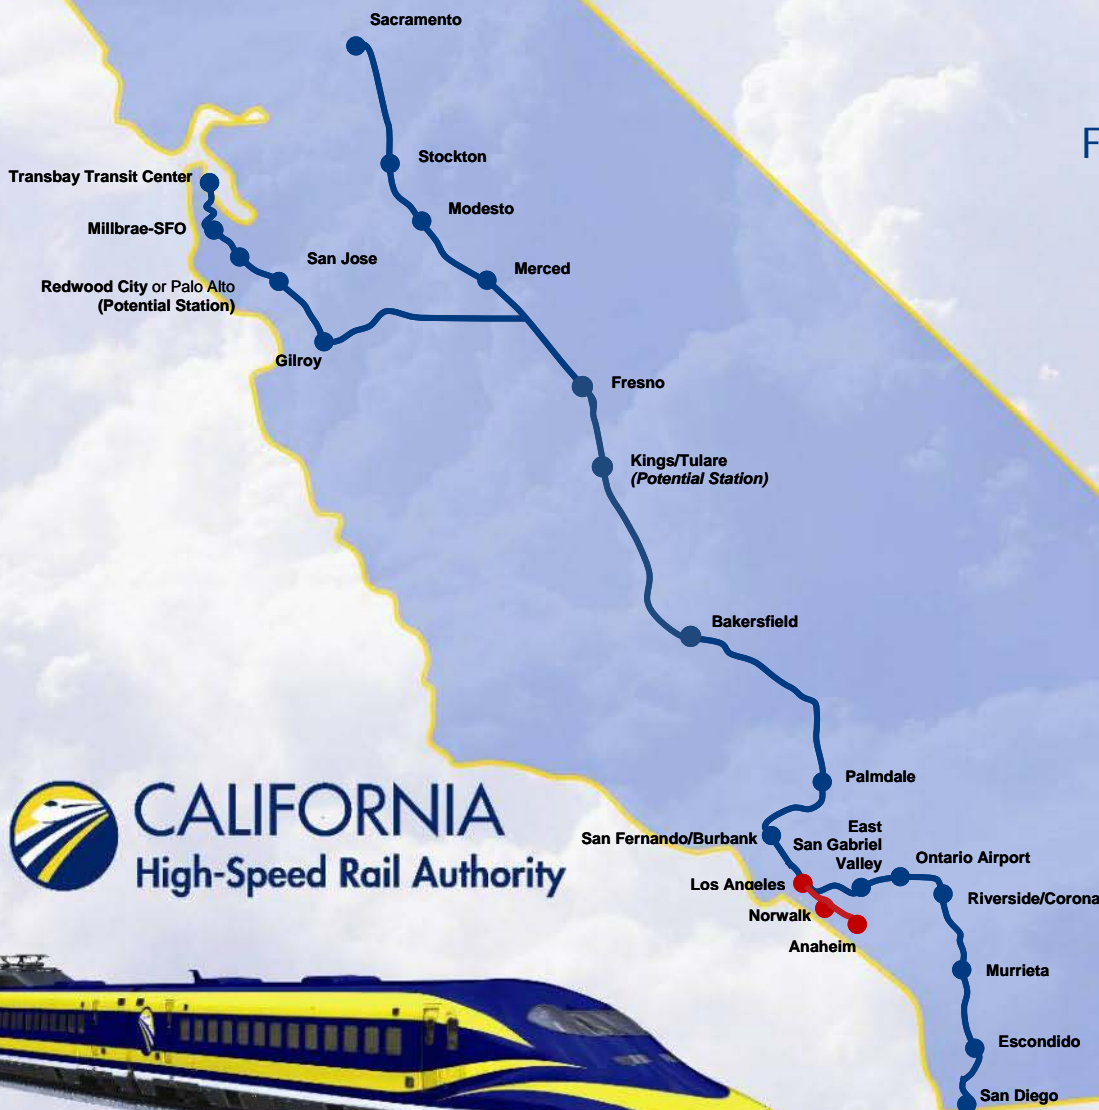 Sacramento
F
Stockton
Transbay Transit Center
Modesto
Millbrae-SFO
San Jose
Merced
Redwood City or Palo Alto
(Potential Station)
Gilroy
Fresno
Kings/Tulare
(Potential Station)
Bakersfield
Palmdale
CALIFORNIA
High-Speed Rail Authority
San Fernando/Burbank
East
San Gabriel
Valley
Ontario Airport
Los Angeles
Riverside/Corona
Norwalk
Anaheim
Murrieta
Escondido
San Diego